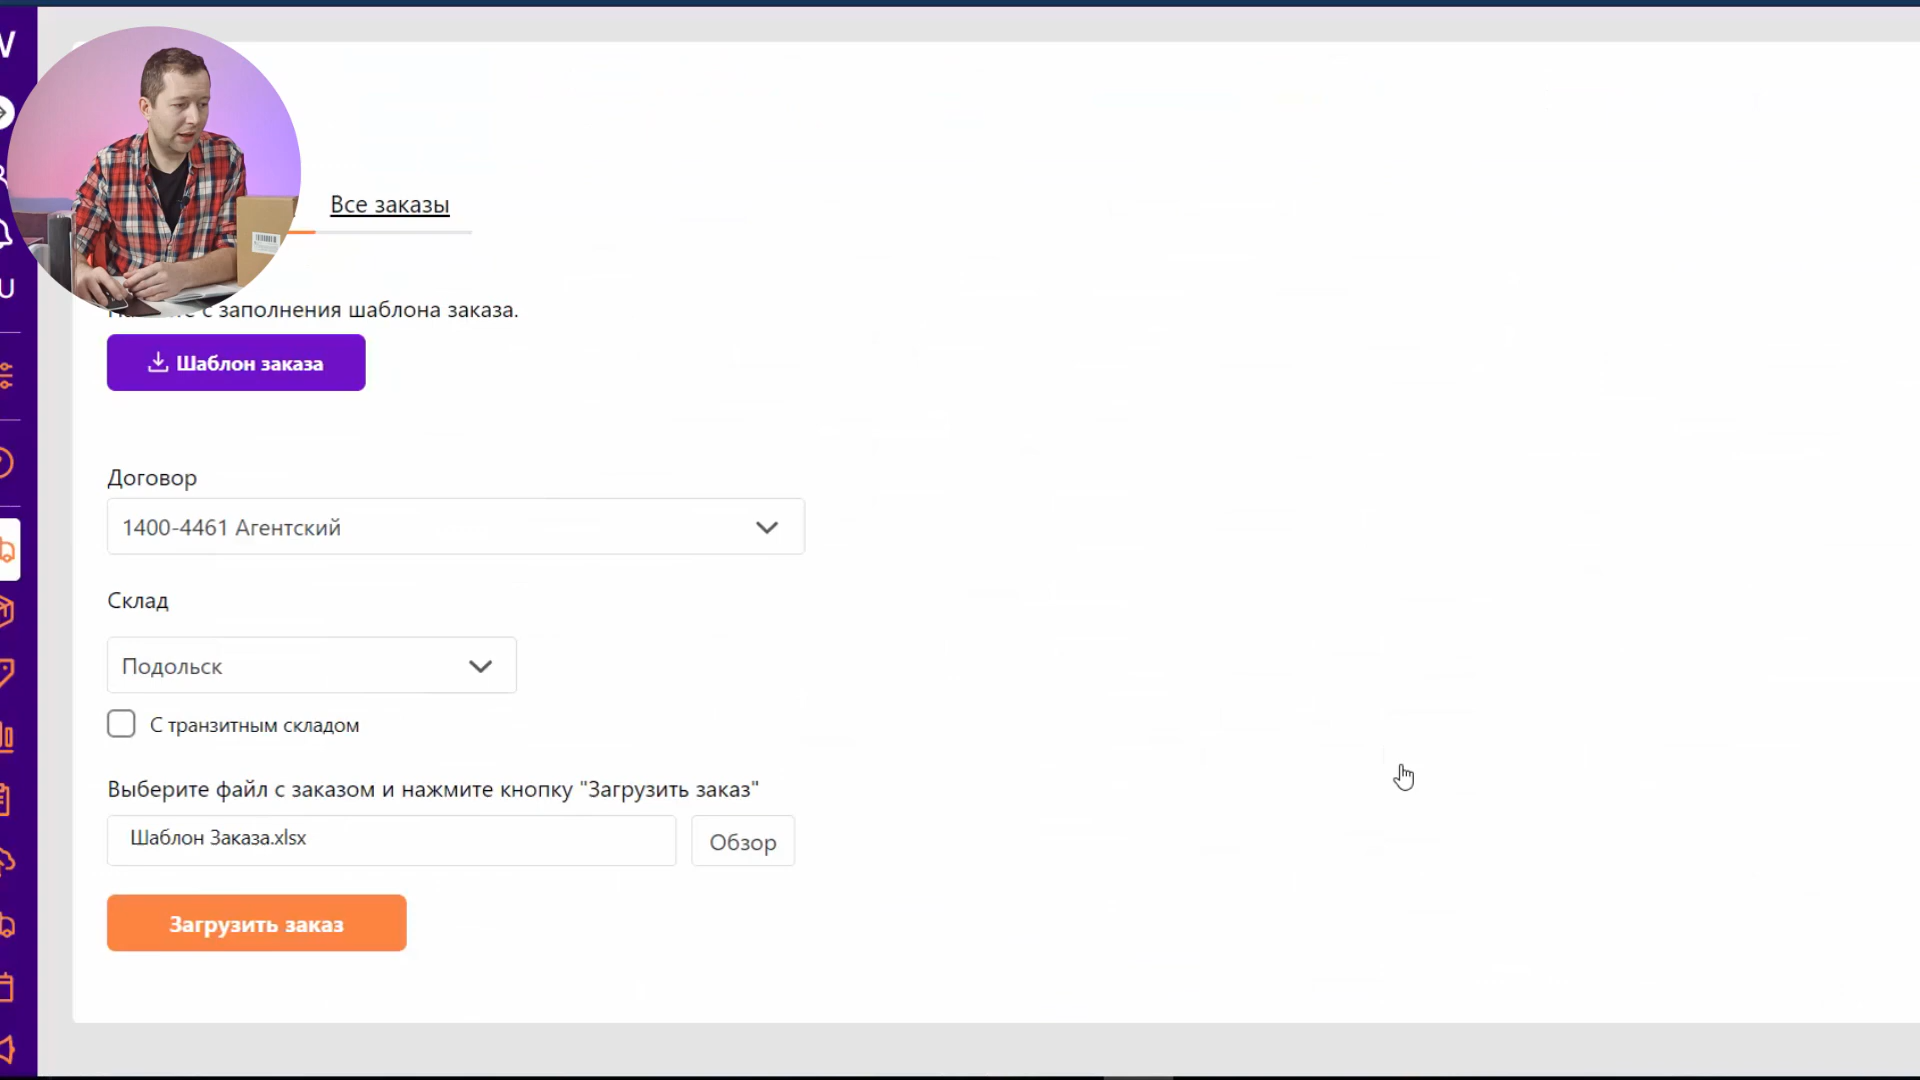 Все заказы
с заполнения шаблона заказа.
Шаблон заказа
Договор
1400-4461 Агентский
Склад
Подольск
С транзитным складом
Выберите файл с заказом и нажмите кнопку "Загрузить заказ"
Шаблон Заказа.xlsx
Обзор
Загрузить заказ